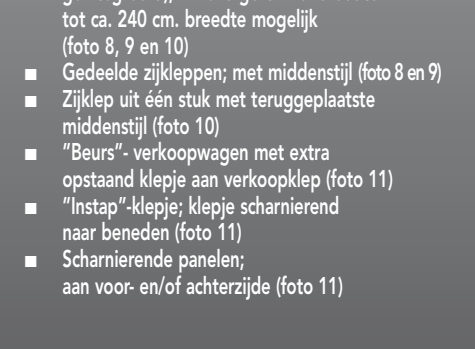 tot ca. 240 cm. breedte mogelijk
(foto 8, 9 en 10)
■ Gedeelde zijkleppen; met middenstijl (foto 8 en 9)
■ Zijklep uit één stuk met teruggeplaatste
middenstijl (foto 10)
■ ”Beurs”- verkoopwagen met extra
opstaand klepje aan verkoopklep (foto 11)
■ ”Instap”-klepje; klepje scharnierend
naar beneden (foto 11)
■ Scharnierende panelen;
aan voor- en/of achterzijde (foto 11)